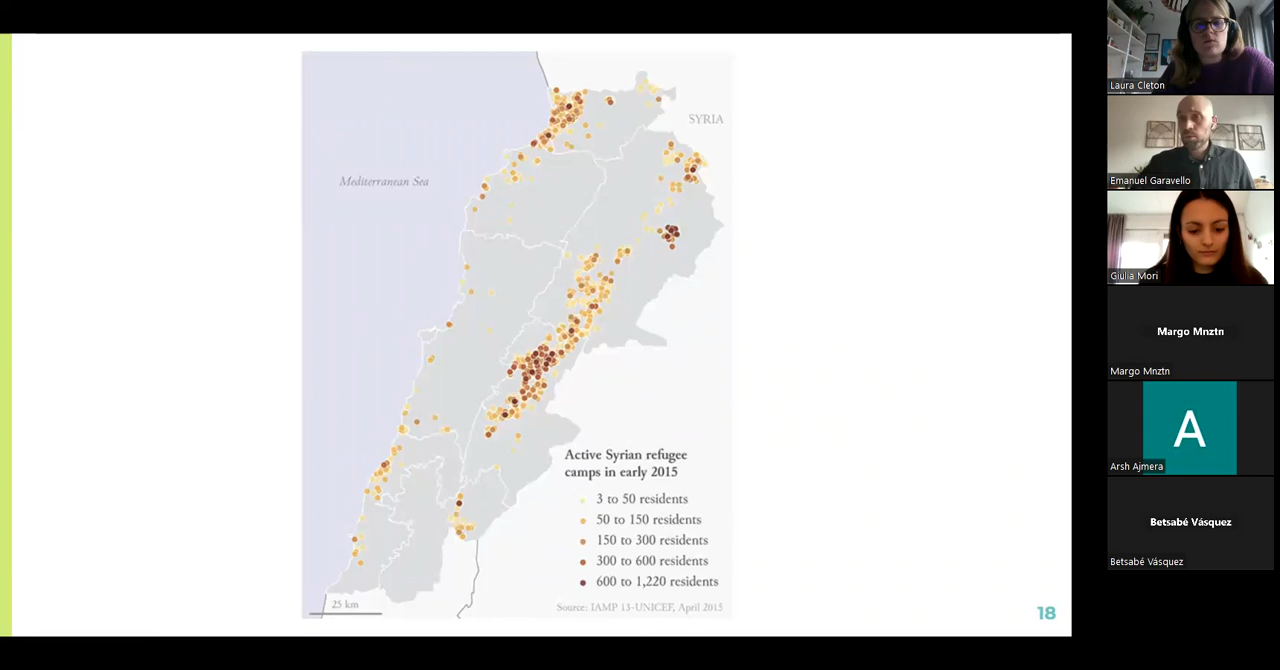 SYRIA
Mediterranean Sea
Active Syrian refugee
camps in early 2015
3 to 50 residents
50 to 150 residents
150 to 300 residents
300 to 600 residents
600 to 1,220 residents
25 km
Source: IAMP 13-UNICEF, April 2015
18
Laura Cleton
Emanuel Garavello
Giulia Mori
Margo Mnztn
Margo Mnztn
A
Arsh Ajmera
Betsabé Vásquez
Betsabé Vásquez